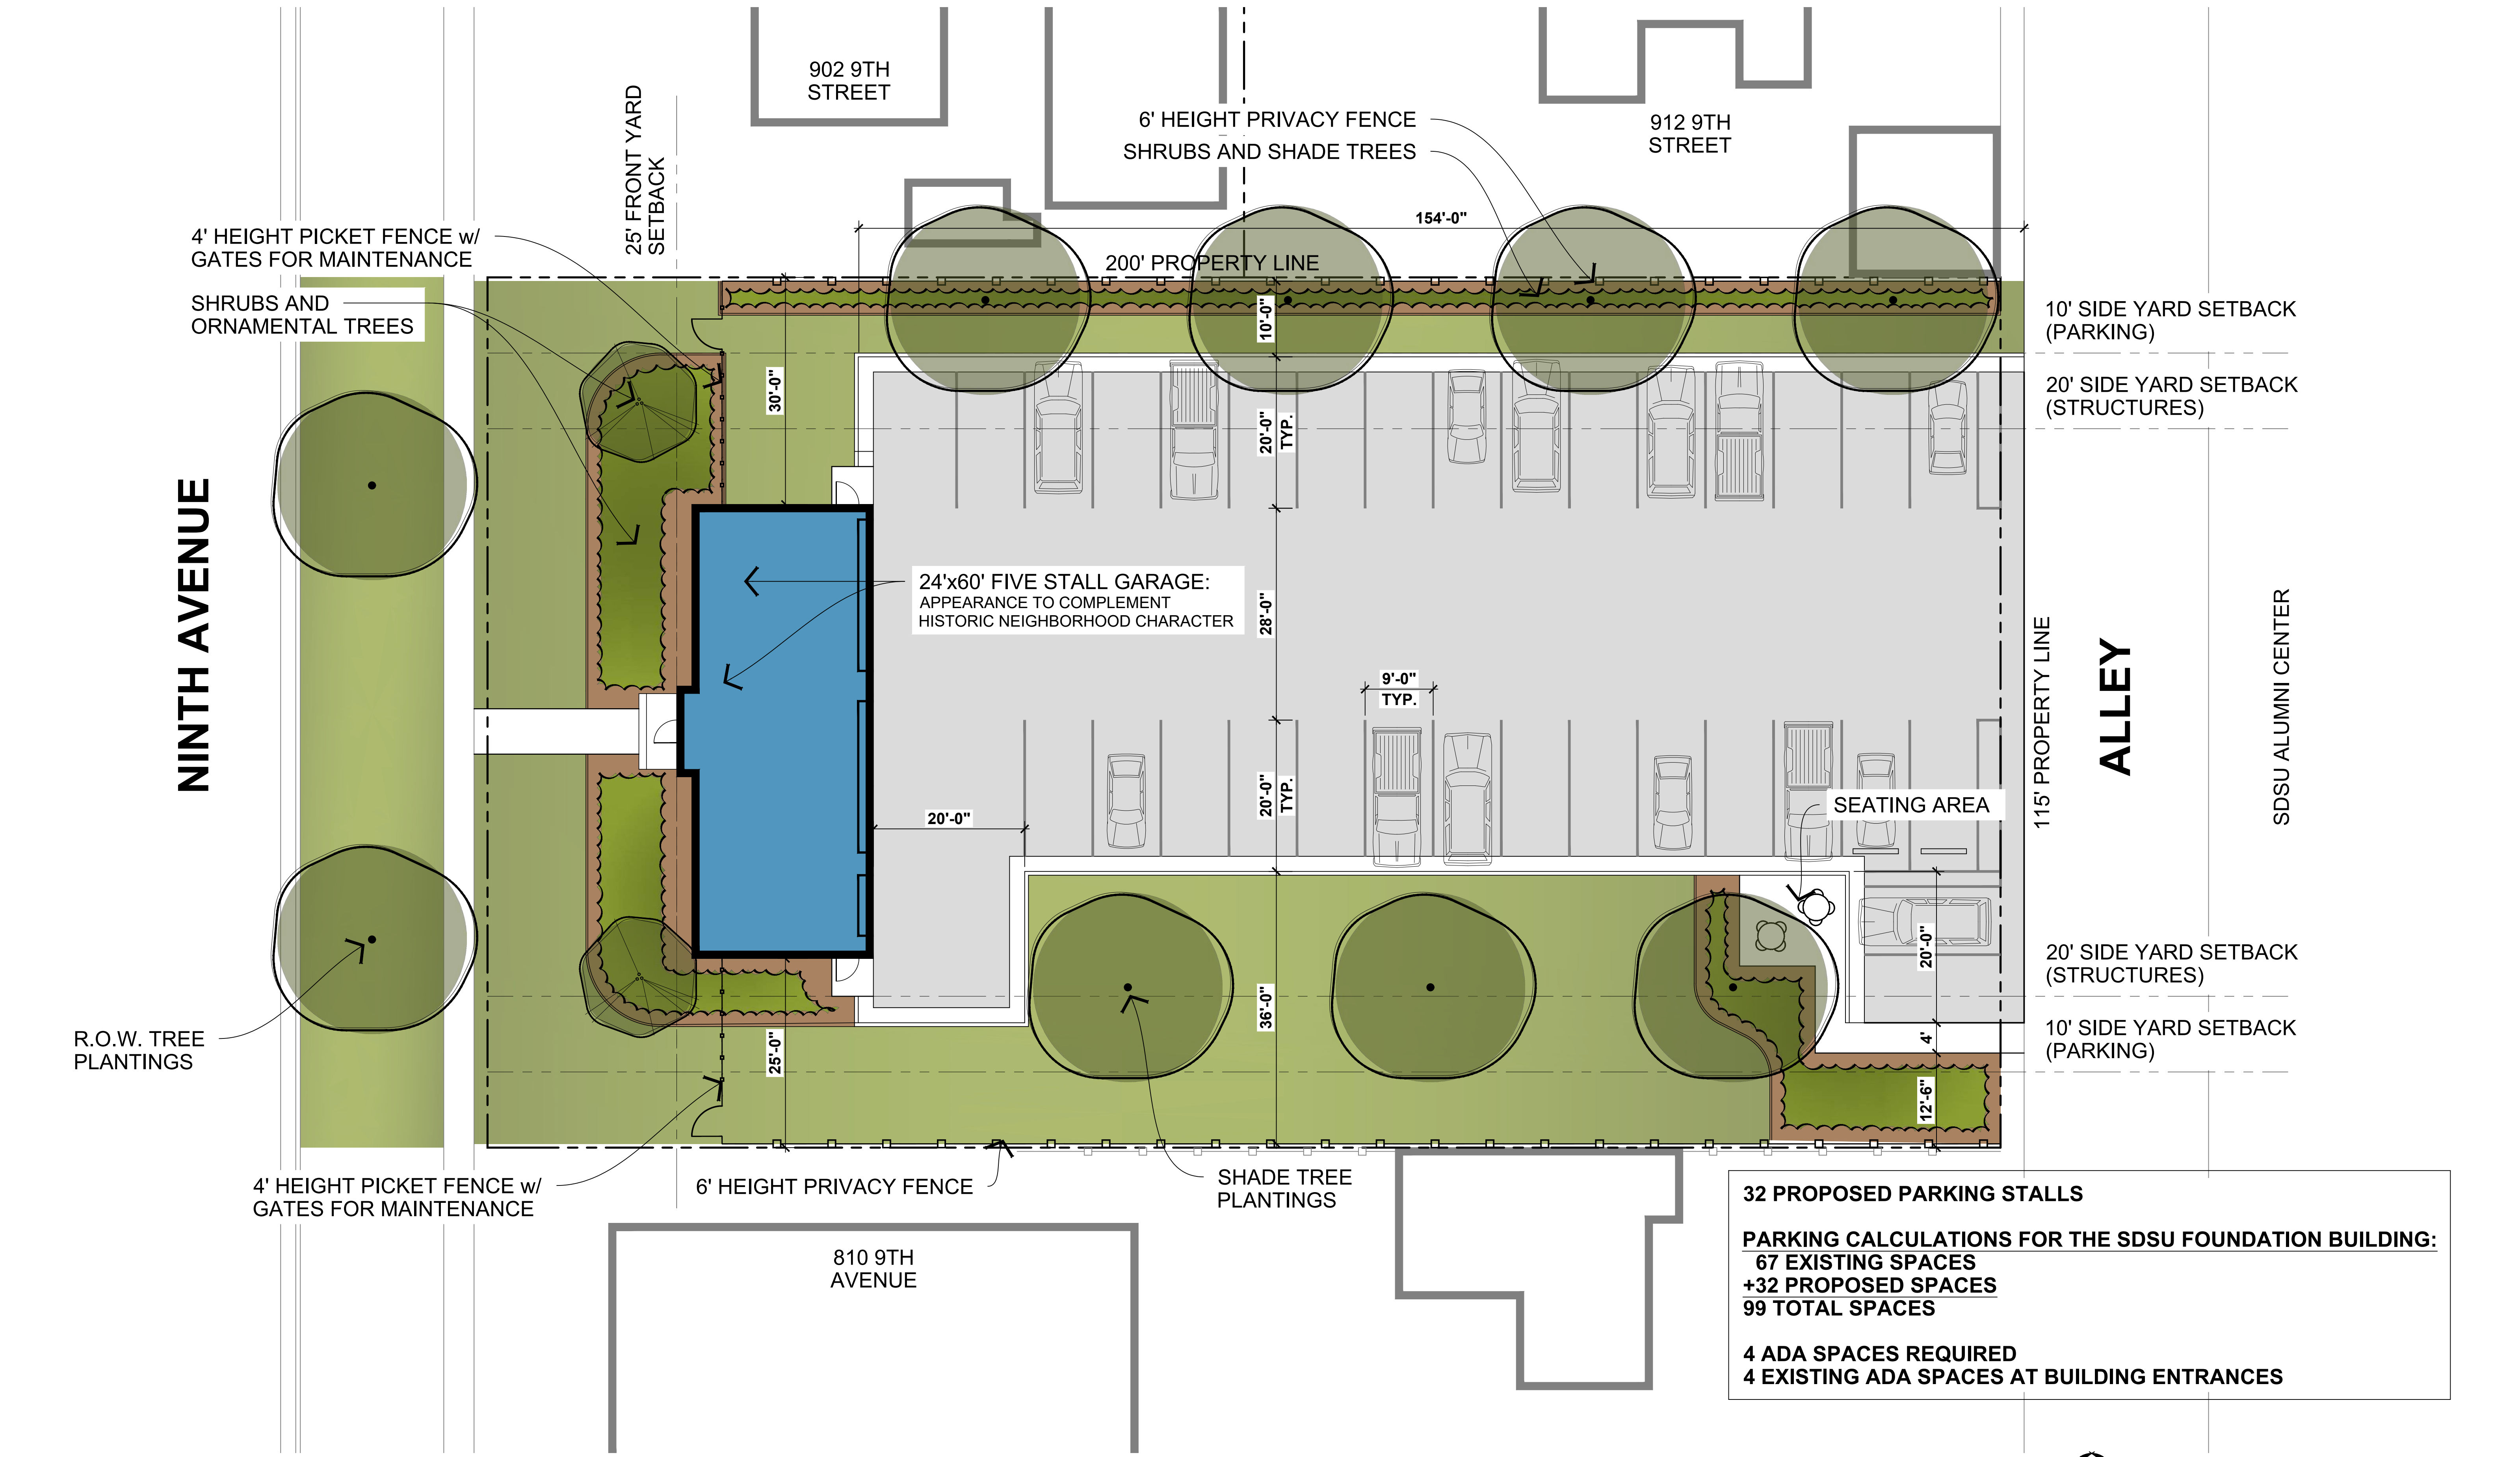 902 9TH
STREET
25' FRONT YARD
SETBACK
6' HEIGHT PRIVACY FENCE
SHRUBS AND SHADE TREES
912 9TH
STREET
154'-0"
4' HEIGHT PICKET FENCE w/
GATES FOR MAINTENANCE
200' PROPERTY LINE
SHRUBS AND
ORNAMENTAL TREES
10'-0"
10' SIDE YARD SETBACK
(PARKING)
30'-0"
20'-0"
TYP.
20' SIDE YARD SETBACK
(STRUCTURES)
NINTH AVENUE
24'x60' FIVE STALL GARAGE:
APPEARANCE TO COMPLEMENT
HISTORIC NEIGHBORHOOD CHARACTER
28'-0"
9'-0"
TYP.
115' PROPERTY LINE
ALLEY
SDSU ALUMNI CENTER
20'-0"
20'-0"
TYP.
SEATING AREA
20'-0"
20' SIDE YARD SETBACK
(STRUCTURES)
36'-0"
R.O.W. TREE
PLANTINGS
25'-0"
4'
10' SIDE YARD SETBACK
(PARKING)
12'-6"
4' HEIGHT PICKET FENCE w/
GATES FOR MAINTENANCE
6' HEIGHT PRIVACY FENCE
SHADE TREE
PLANTINGS
810 9TH
AVENUE
32 PROPOSED PARKING STALLS
PARKING CALCULATIONS FOR THE SDSU FOUNDATION BUILDING:
67 EXISTING SPACES
+32 PROPOSED SPACES
99 TOTAL SPACES
4 ADA SPACES REQUIRED
4 EXISTING ADA SPACES AT BUILDING ENTRANCES